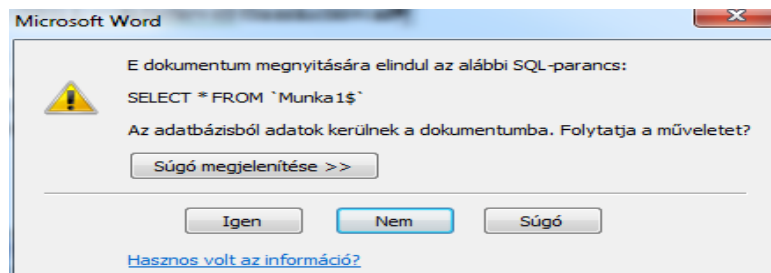 Microsoft Word
E dokumentum megnyitására elindul az alábbi SQL-parancs:
SELECT * FROM `Munka1$`
Az adatbázisból adatok kerülnek a dokumentumba. Folytatja a műveletet?
Súgó megjelenítése >>
Igen Nem Súgó
Hasznos volt az információ?